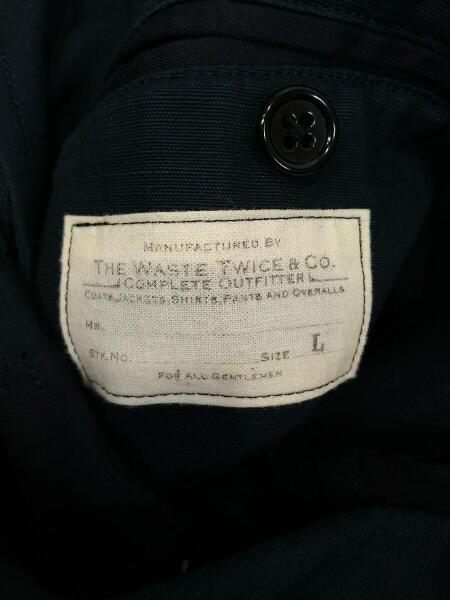 MANUFACTURED BY
THE WASTE TWICE & CO.
COMPLETE OUTFITTER
COATS, JACKETS, SHIRTS, PANTS AND OVERALLS.
MR.
STK. NO. SIZE L
FOR ALL GENTLEMEN